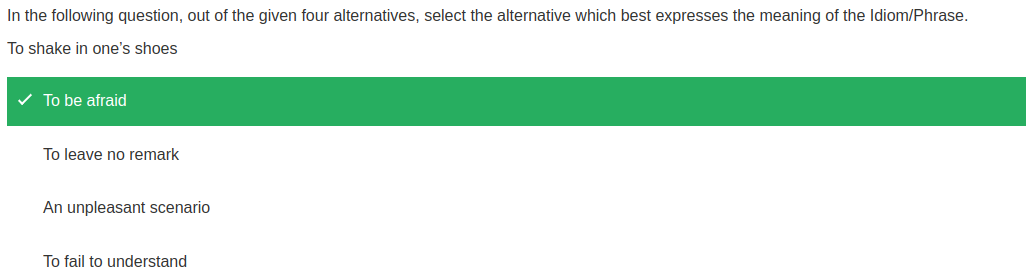 In the following question, out of the given four alternatives, select the alternative which best expresses the meaning of the Idiom/Phrase.
To shake in one’s shoes
To be afraid
To leave no remark
An unpleasant scenario
To fail to understand